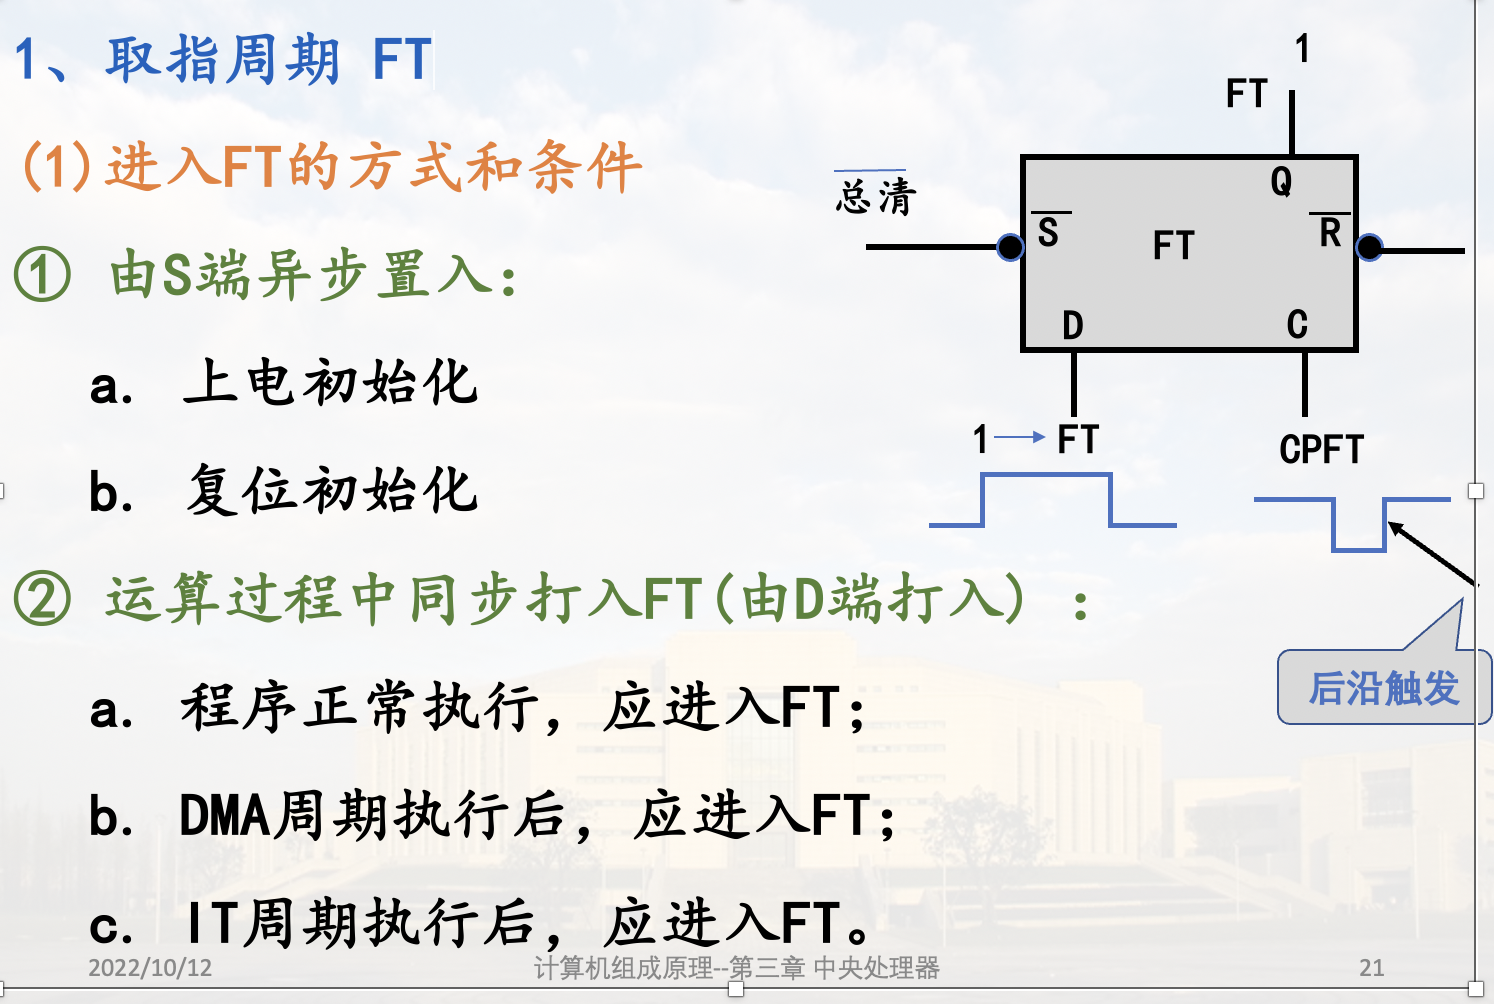 1、取指周期 FT
(1)进入FT的方式和条件
① 由S端异步置入：
a. 上电初始化
b. 复位初始化
② 运算过程中同步打入FT(由D端打入) ：
a. 程序正常执行，应进入FT；
b. DMA周期执行后，应进入FT；
c. IT周期执行后，应进入FT。
1
FT
总清
Q
S
FT
R
D
C
1 → FT
CPFT
后沿触发
2022/10/12
计算机组成原理--第三章 中央处理器
21